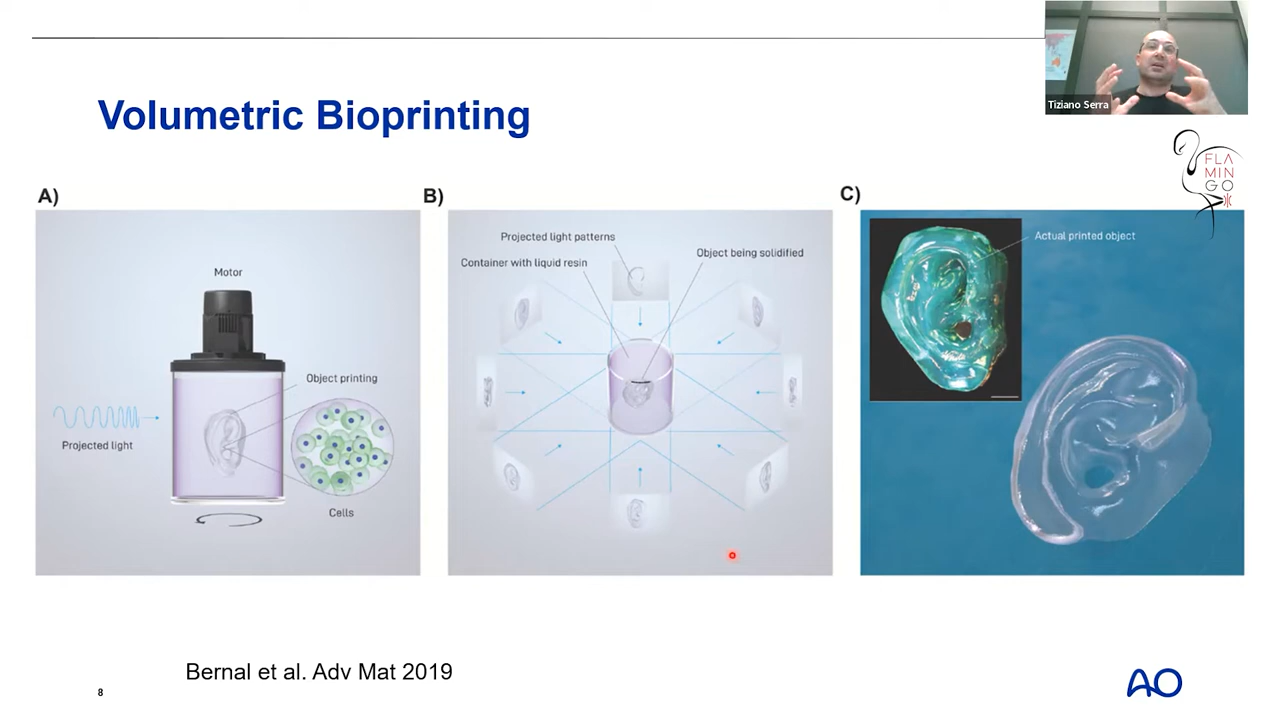 Volumetric Bioprinting
Tiziano Serra
FLA
MIN
GO
A)
B)
C)
Motor
Object printing
Projected light
Cells
Projected light patterns
Container with liquid resin
Object being solidified
Actual printed object
Bernal et al. Adv Mat 2019
8
AO